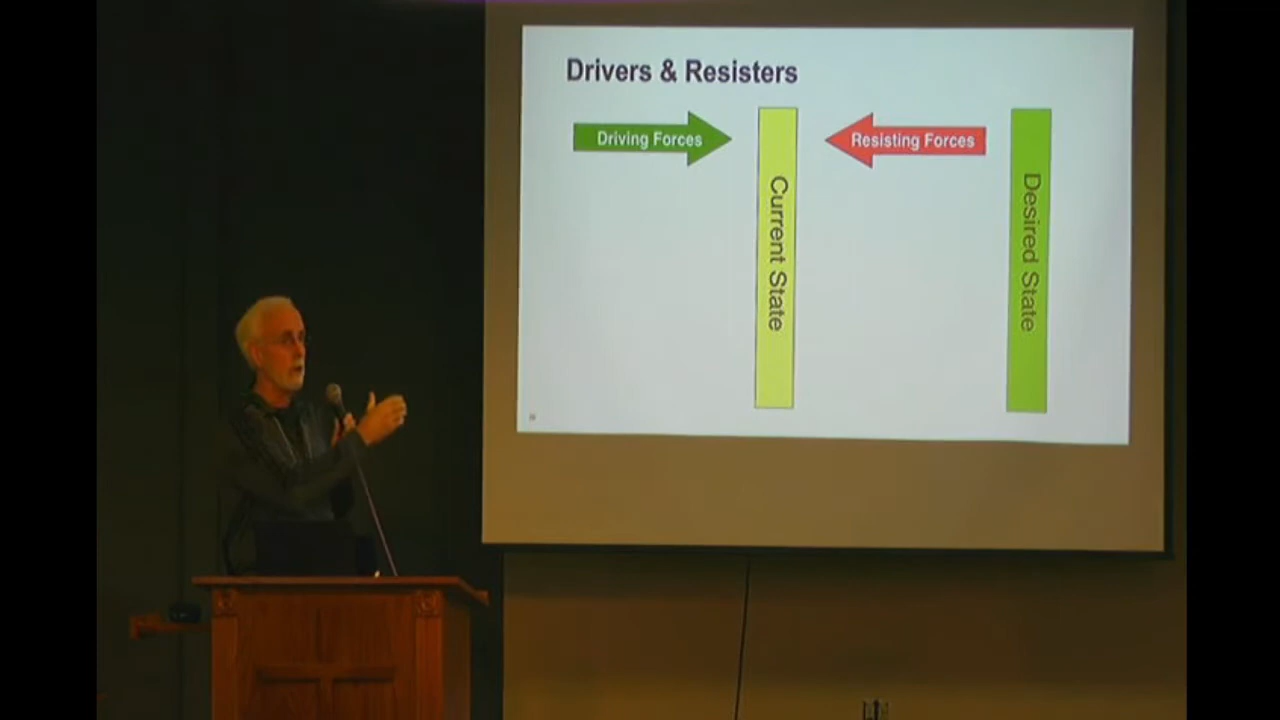 Drivers & Resisters
Driving Forces
Current State
Resisting Forces
Desired State